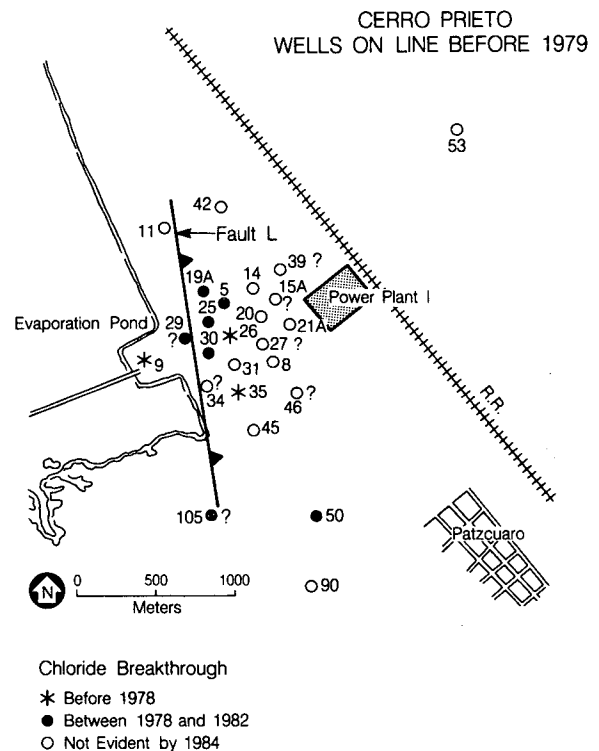 CERRO PRIETO
WELLS ON LINE BEFORE 1979
53
42
11
Fault L
39 ?
19A
14
15A
5
?
Power Plant I
25
20
21A
Evaporation Pond
29
26
?
30
27 ?
9
31
8
?
34
35
46 ?
R.R.
45
105 ?
50
Patzcuaro
N
0 500 1000
Meters
90
Chloride Breakthrough
Before 1978
Between 1978 and 1982
Not Evident by 1984